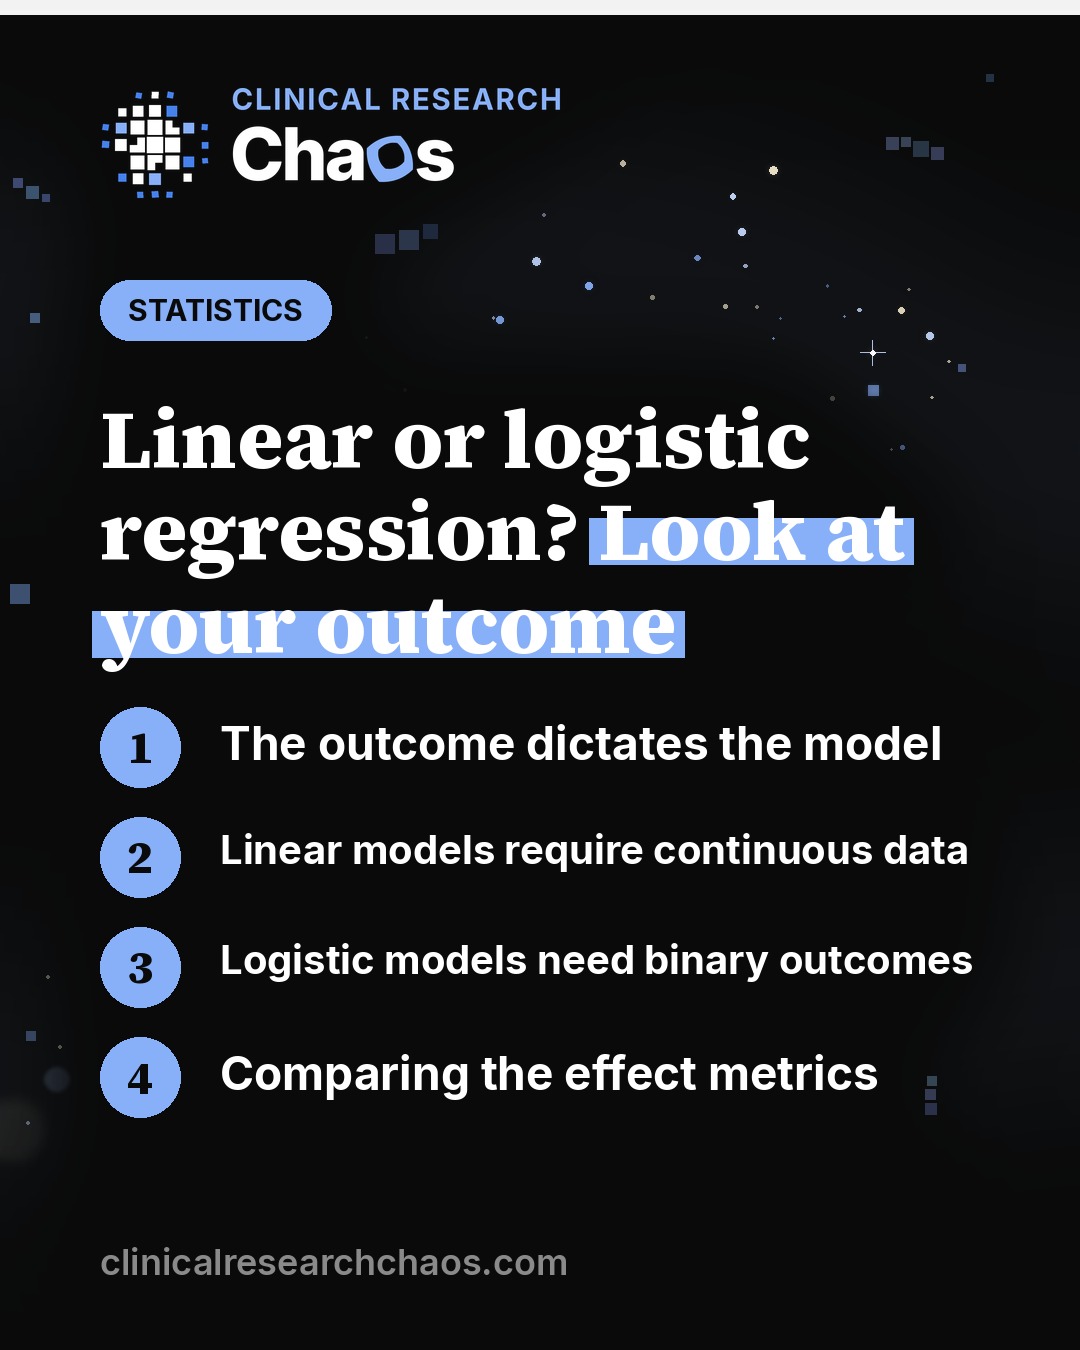 CLINICAL RESEARCH
Chaos
STATISTICS
Linear or logistic
regression? Look at
your outcome
1 The outcome dictates the model
2 Linear models require continuous data
3 Logistic models need binary outcomes
4 Comparing the effect metrics
clinicalresearchchaos.com